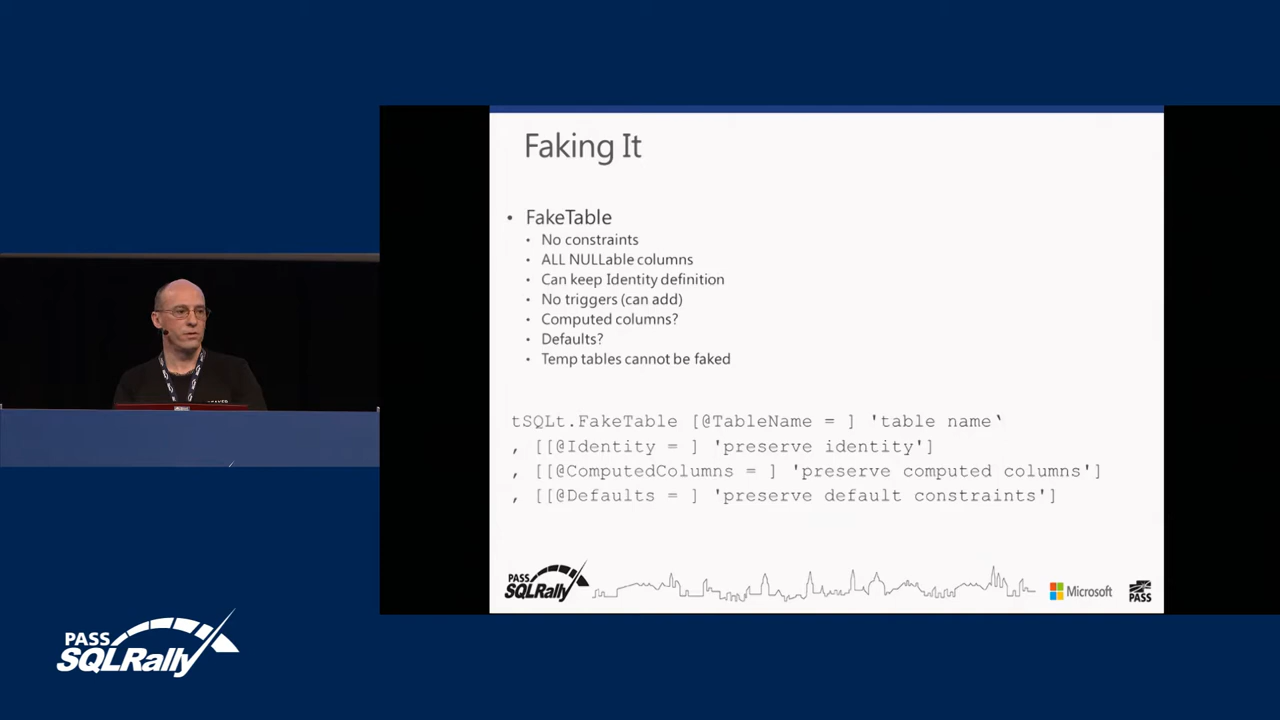 Faking It
• FakeTable
• No constraints
• ALL NULLable columns
• Can keep Identity definition
• No triggers (can add)
• Computed columns?
• Defaults?
• Temp tables cannot be faked
tSQLt.FakeTable [@TableName = ] 'table name‘
, [[@Identity = ] 'preserve identity']
, [[@ComputedColumns = ] 'preserve computed columns']
, [[@Defaults = ] 'preserve default constraints']
PASS
SQLRally
Microsoft
PASS
PASS
SQLRally